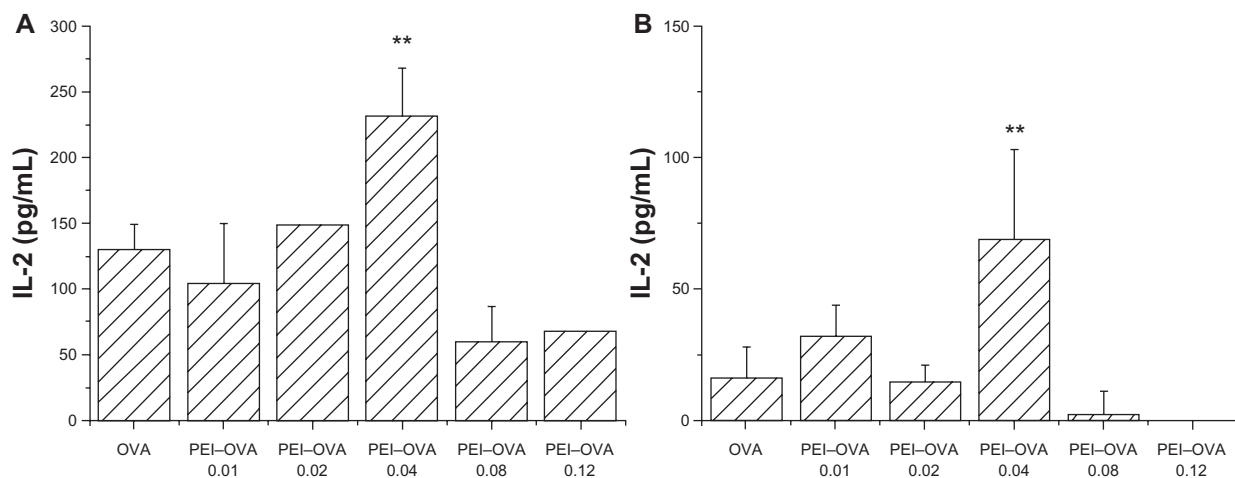 A
IL-2 (pg/mL)
300
250
200
150
100
50
0
**
OVA
PEI–OVA
0.01
PEI–OVA
0.02
PEI–OVA
0.04
PEI–OVA
0.08
PEI–OVA
0.12
B
IL-2 (pg/mL)
150
100
50
0
**
OVA
PEI–OVA
0.01
PEI–OVA
0.02
PEI–OVA
0.04
PEI–OVA
0.08
PEI–OVA
0.12